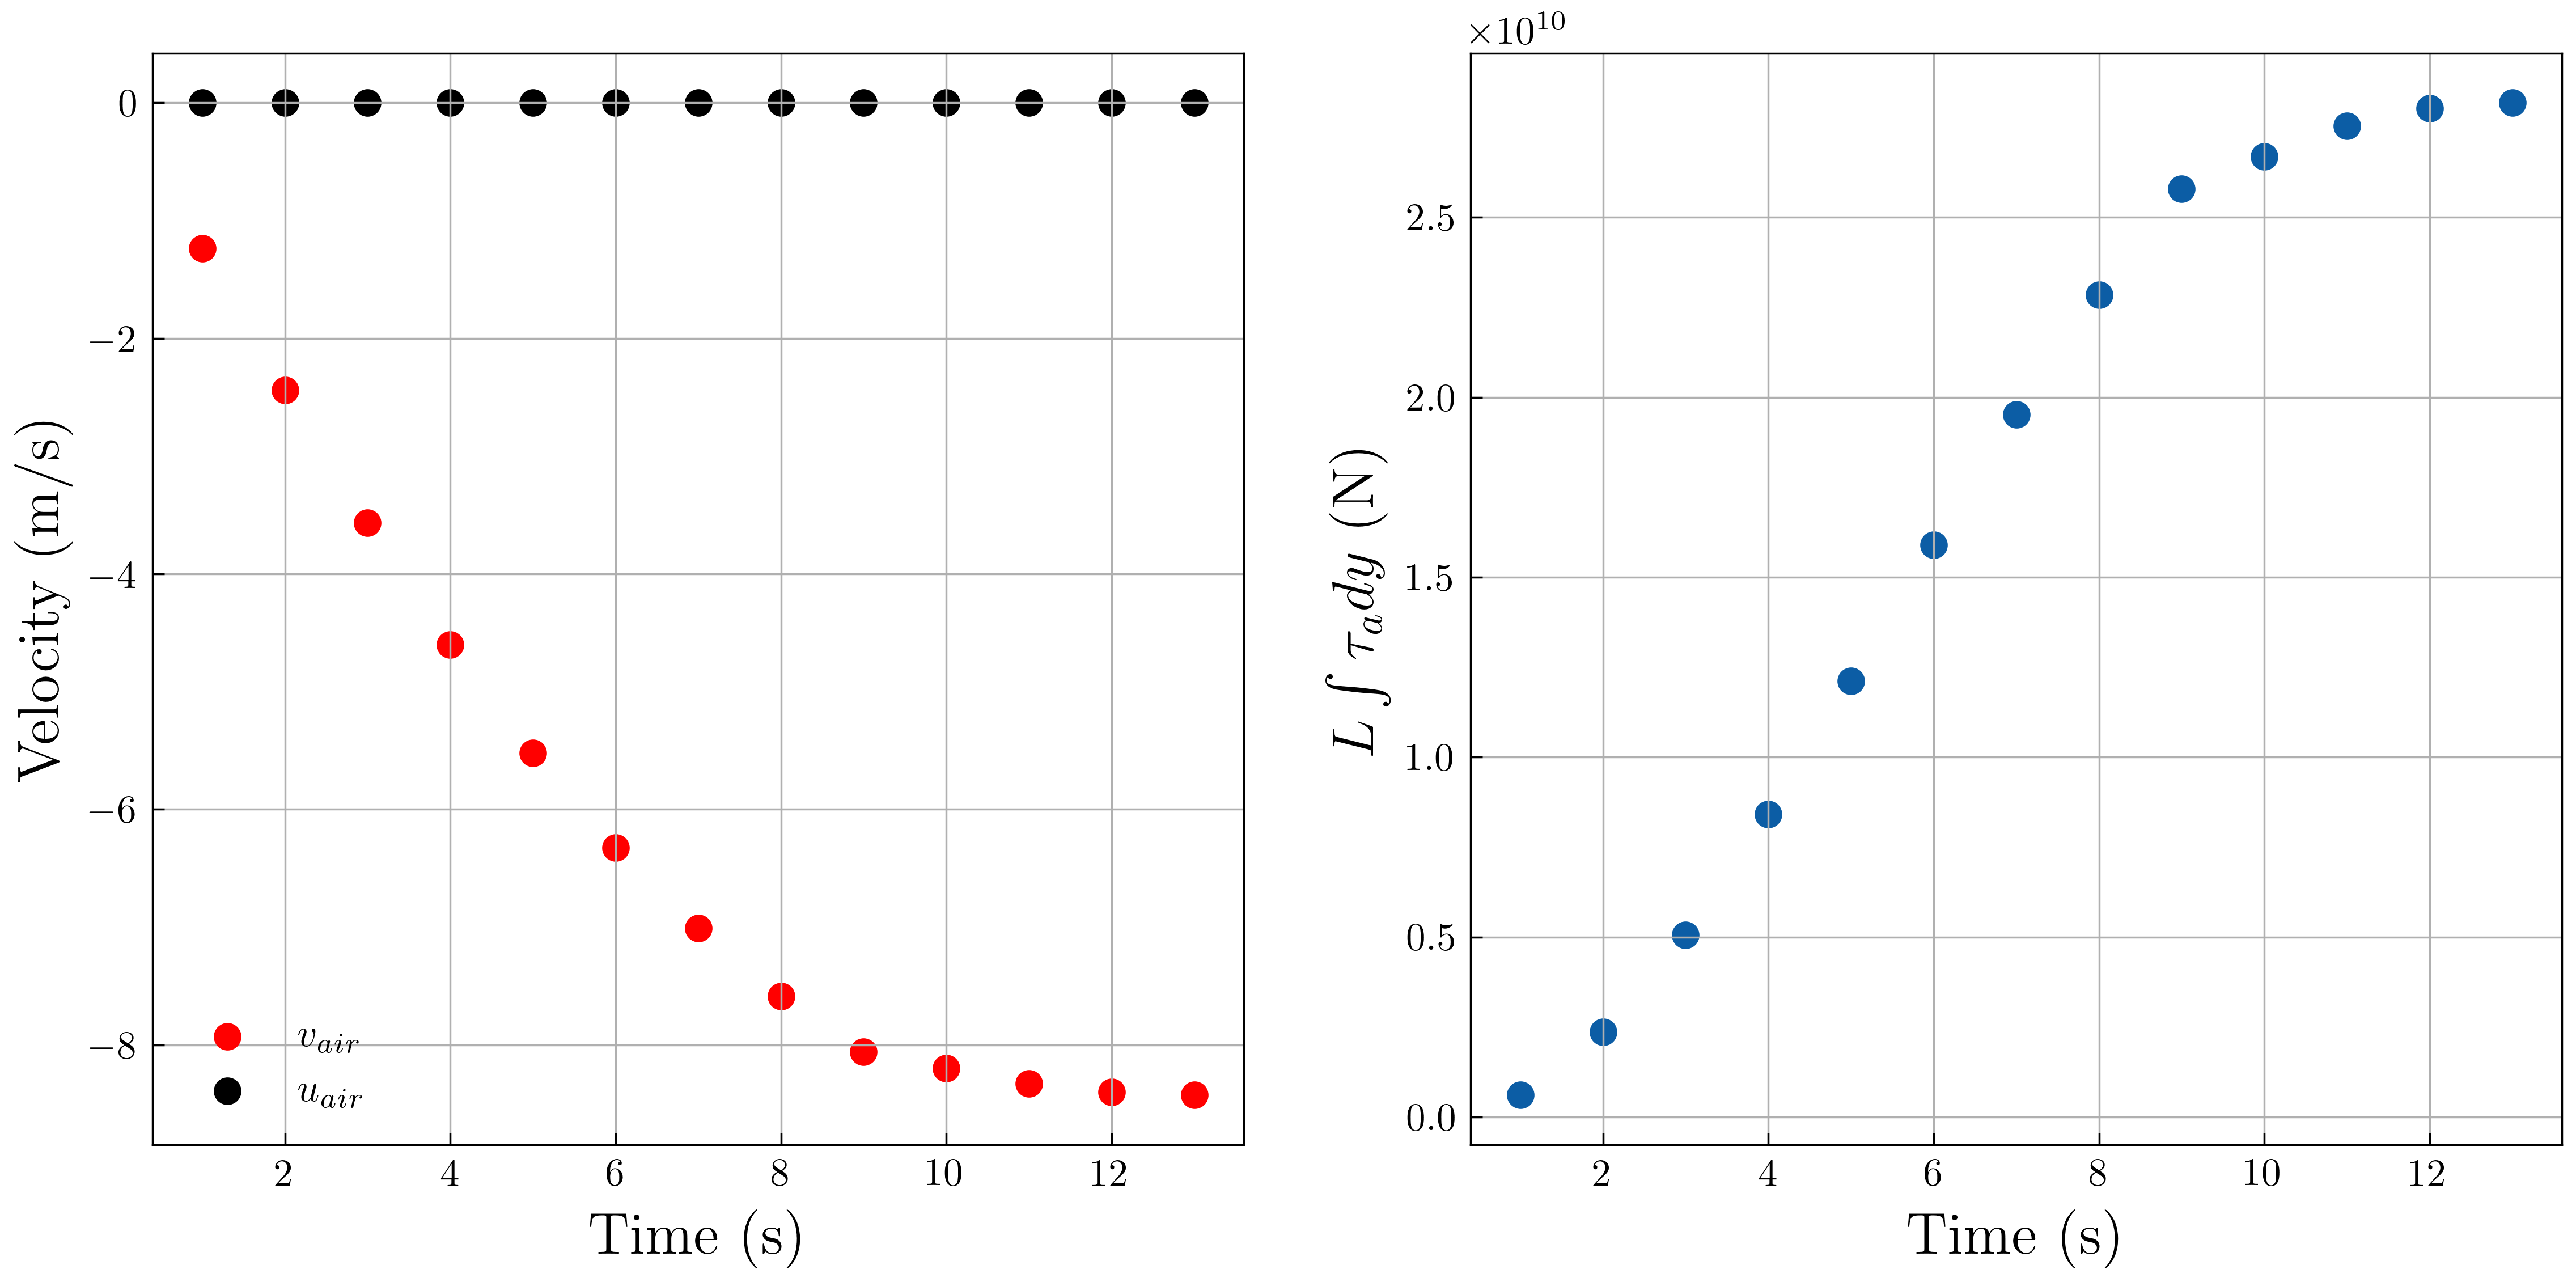 0
−2
−4
−6
−8
Velocity (m/s)
v_air
u_air
2 4 6 8 10 12
Time (s)
×10^10
2.5
2.0
1.5
1.0
0.5
0.0
L ∫ τ_a dy (N)
2 4 6 8 10 12
Time (s)